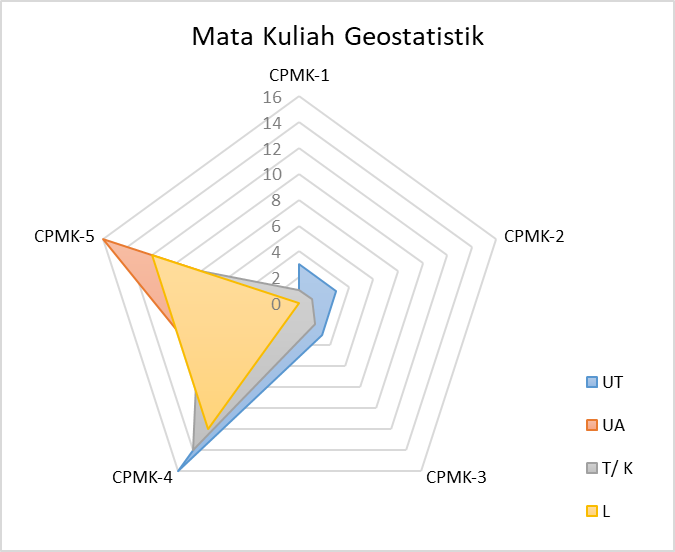 Mata Kuliah Geostatistik
CPMK-1
16
14
12
10
8
6
4
2
0
CPMK-5
CPMK-2
CPMK-4
CPMK-3
UT
UA
T/ K
L